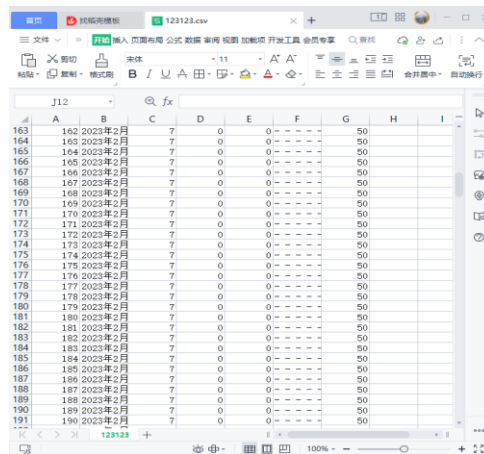 首页 找稿壳模板 123123.csv
文件 开始 插入 页面布局 公式 数据 审阅 视图 加载项 开发工具 会员专享 查找
剪切 宋体 11 A⁺ A⁻
粘贴 复制 格式刷 B I U A 合并居中 自动换行
J12 fx
A B C D E F G H I
163 162 2023年2月 7 0 0 - - - - - 50
164 163 2023年2月 7 0 0 - - - - - 50
165 164 2023年2月 7 0 0 - - - - - 50
166 165 2023年2月 7 0 0 - - - - - 50
167 166 2023年2月 7 0 0 - - - - - 50
168 167 2023年2月 7 0 0 - - - - - 50
169 168 2023年2月 7 0 0 - - - - - 50
170 169 2023年2月 7 0 0 - - - - - 50
171 170 2023年2月 7 0 0 - - - - - 50
172 171 2023年2月 7 0 0 - - - - - 50
173 172 2023年2月 7 0 0 - - - - - 50
174 173 2023年2月 7 0 0 - - - - - 50
175 174 2023年2月 7 0 0 - - - - - 50
176 175 2023年2月 7 0 0 - - - - - 50
177 176 2023年2月 7 0 0 - - - - - 50
178 177 2023年2月 7 0 0 - - - - - 50
179 178 2023年2月 7 0 0 - - - - - 50
180 179 2023年2月 7 0 0 - - - - - 50
181 180 2023年2月 7 0 0 - - - - - 50
182 181 2023年2月 7 0 0 - - - - - 50
183 182 2023年2月 7 0 0 - - - - - 50
184 183 2023年2月 7 0 0 - - - - - 50
185 184 2023年2月 7 0 0 - - - - - 50
186 185 2023年2月 7 0 0 - - - - - 50
187 186 2023年2月 7 0 0 - - - - - 50
188 187 2023年2月 7 0 0 - - - - - 50
189 188 2023年2月 7 0 0 - - - - - 50
190 189 2023年2月 7 0 0 - - - - - 50
191 190 2023年2月 7 0 0 - - - - - 50
123123
100%